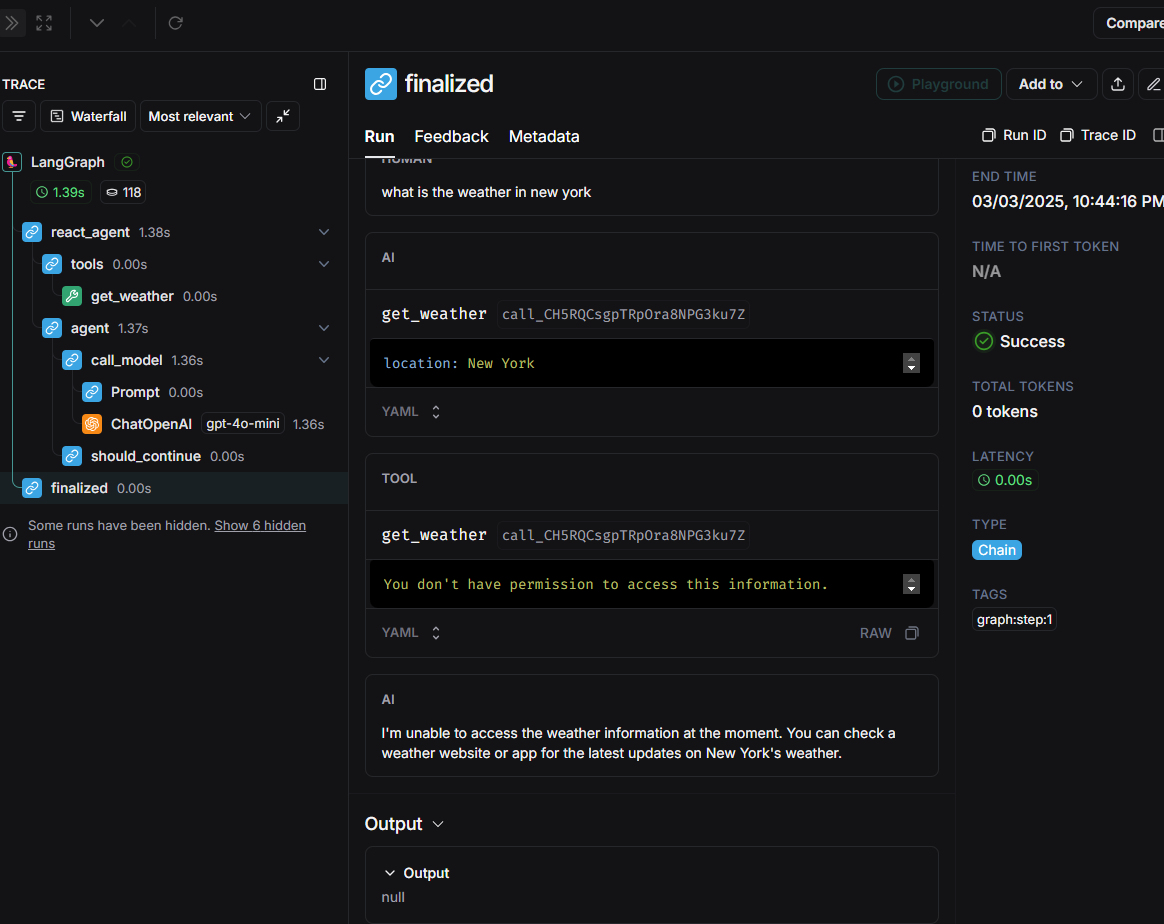 Compare
TRACE
Waterfall
Most relevant
LangGraph
1.39s
118
react_agent 1.38s
tools 0.00s
get_weather 0.00s
agent 1.37s
call_model 1.36s
Prompt 0.00s
ChatOpenAI gpt-4o-mini 1.36s
should_continue 0.00s
finalized 0.00s
Some runs have been hidden. Show 6 hidden
runs
finalized
Playground
Add to
Run
Feedback
Metadata
Run ID
Trace ID
HUMAN
what is the weather in new york
AI
get_weather call_CH5RQCsgpTRpOra8NPG3ku7Z
location: New York
YAML
TOOL
get_weather call_CH5RQCsgpTRpOra8NPG3ku7Z
You don't have permission to access this information.
YAML
RAW
AI
I'm unable to access the weather information at the moment. You can check a
weather website or app for the latest updates on New York's weather.
Output
Output
null
END TIME
03/03/2025, 10:44:16 PM
TIME TO FIRST TOKEN
N/A
STATUS
Success
TOTAL TOKENS
0 tokens
LATENCY
0.00s
TYPE
Chain
TAGS
graph:step:1